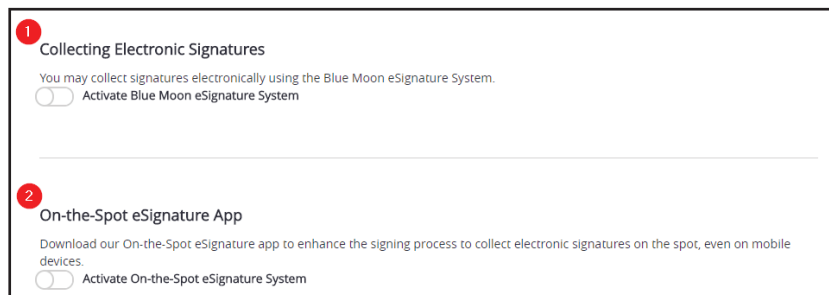 1
Collecting Electronic Signatures
You may collect signatures electronically using the Blue Moon eSignature System.
Activate Blue Moon eSignature System
2
On-the-Spot eSignature App
Download our On-the-Spot eSignature app to enhance the signing process to collect electronic signatures on the spot, even on mobile
devices.
Activate On-the-Spot eSignature System